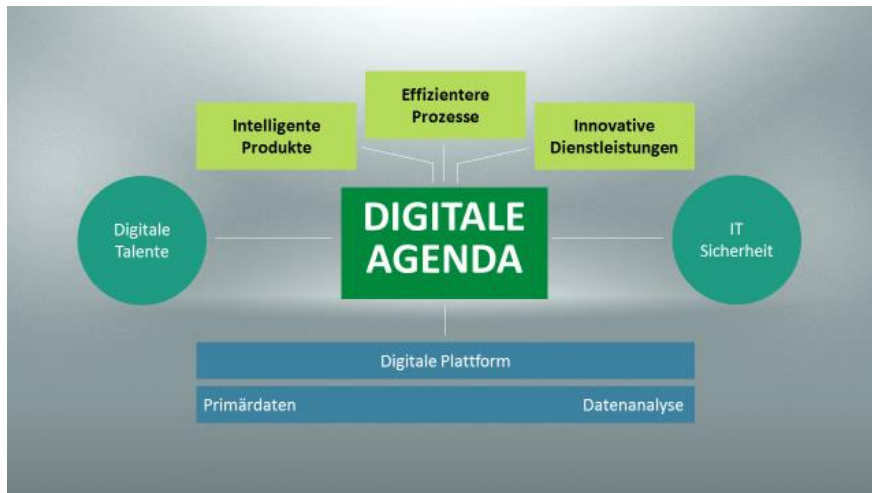 Effizientere
Prozesse
Intelligente
Produkte
Innovative
Dienstleistungen
Digitale
Talente
DIGITALE
AGENDA
IT
Sicherheit
Digitale Plattform
Primärdaten
Datenanalyse